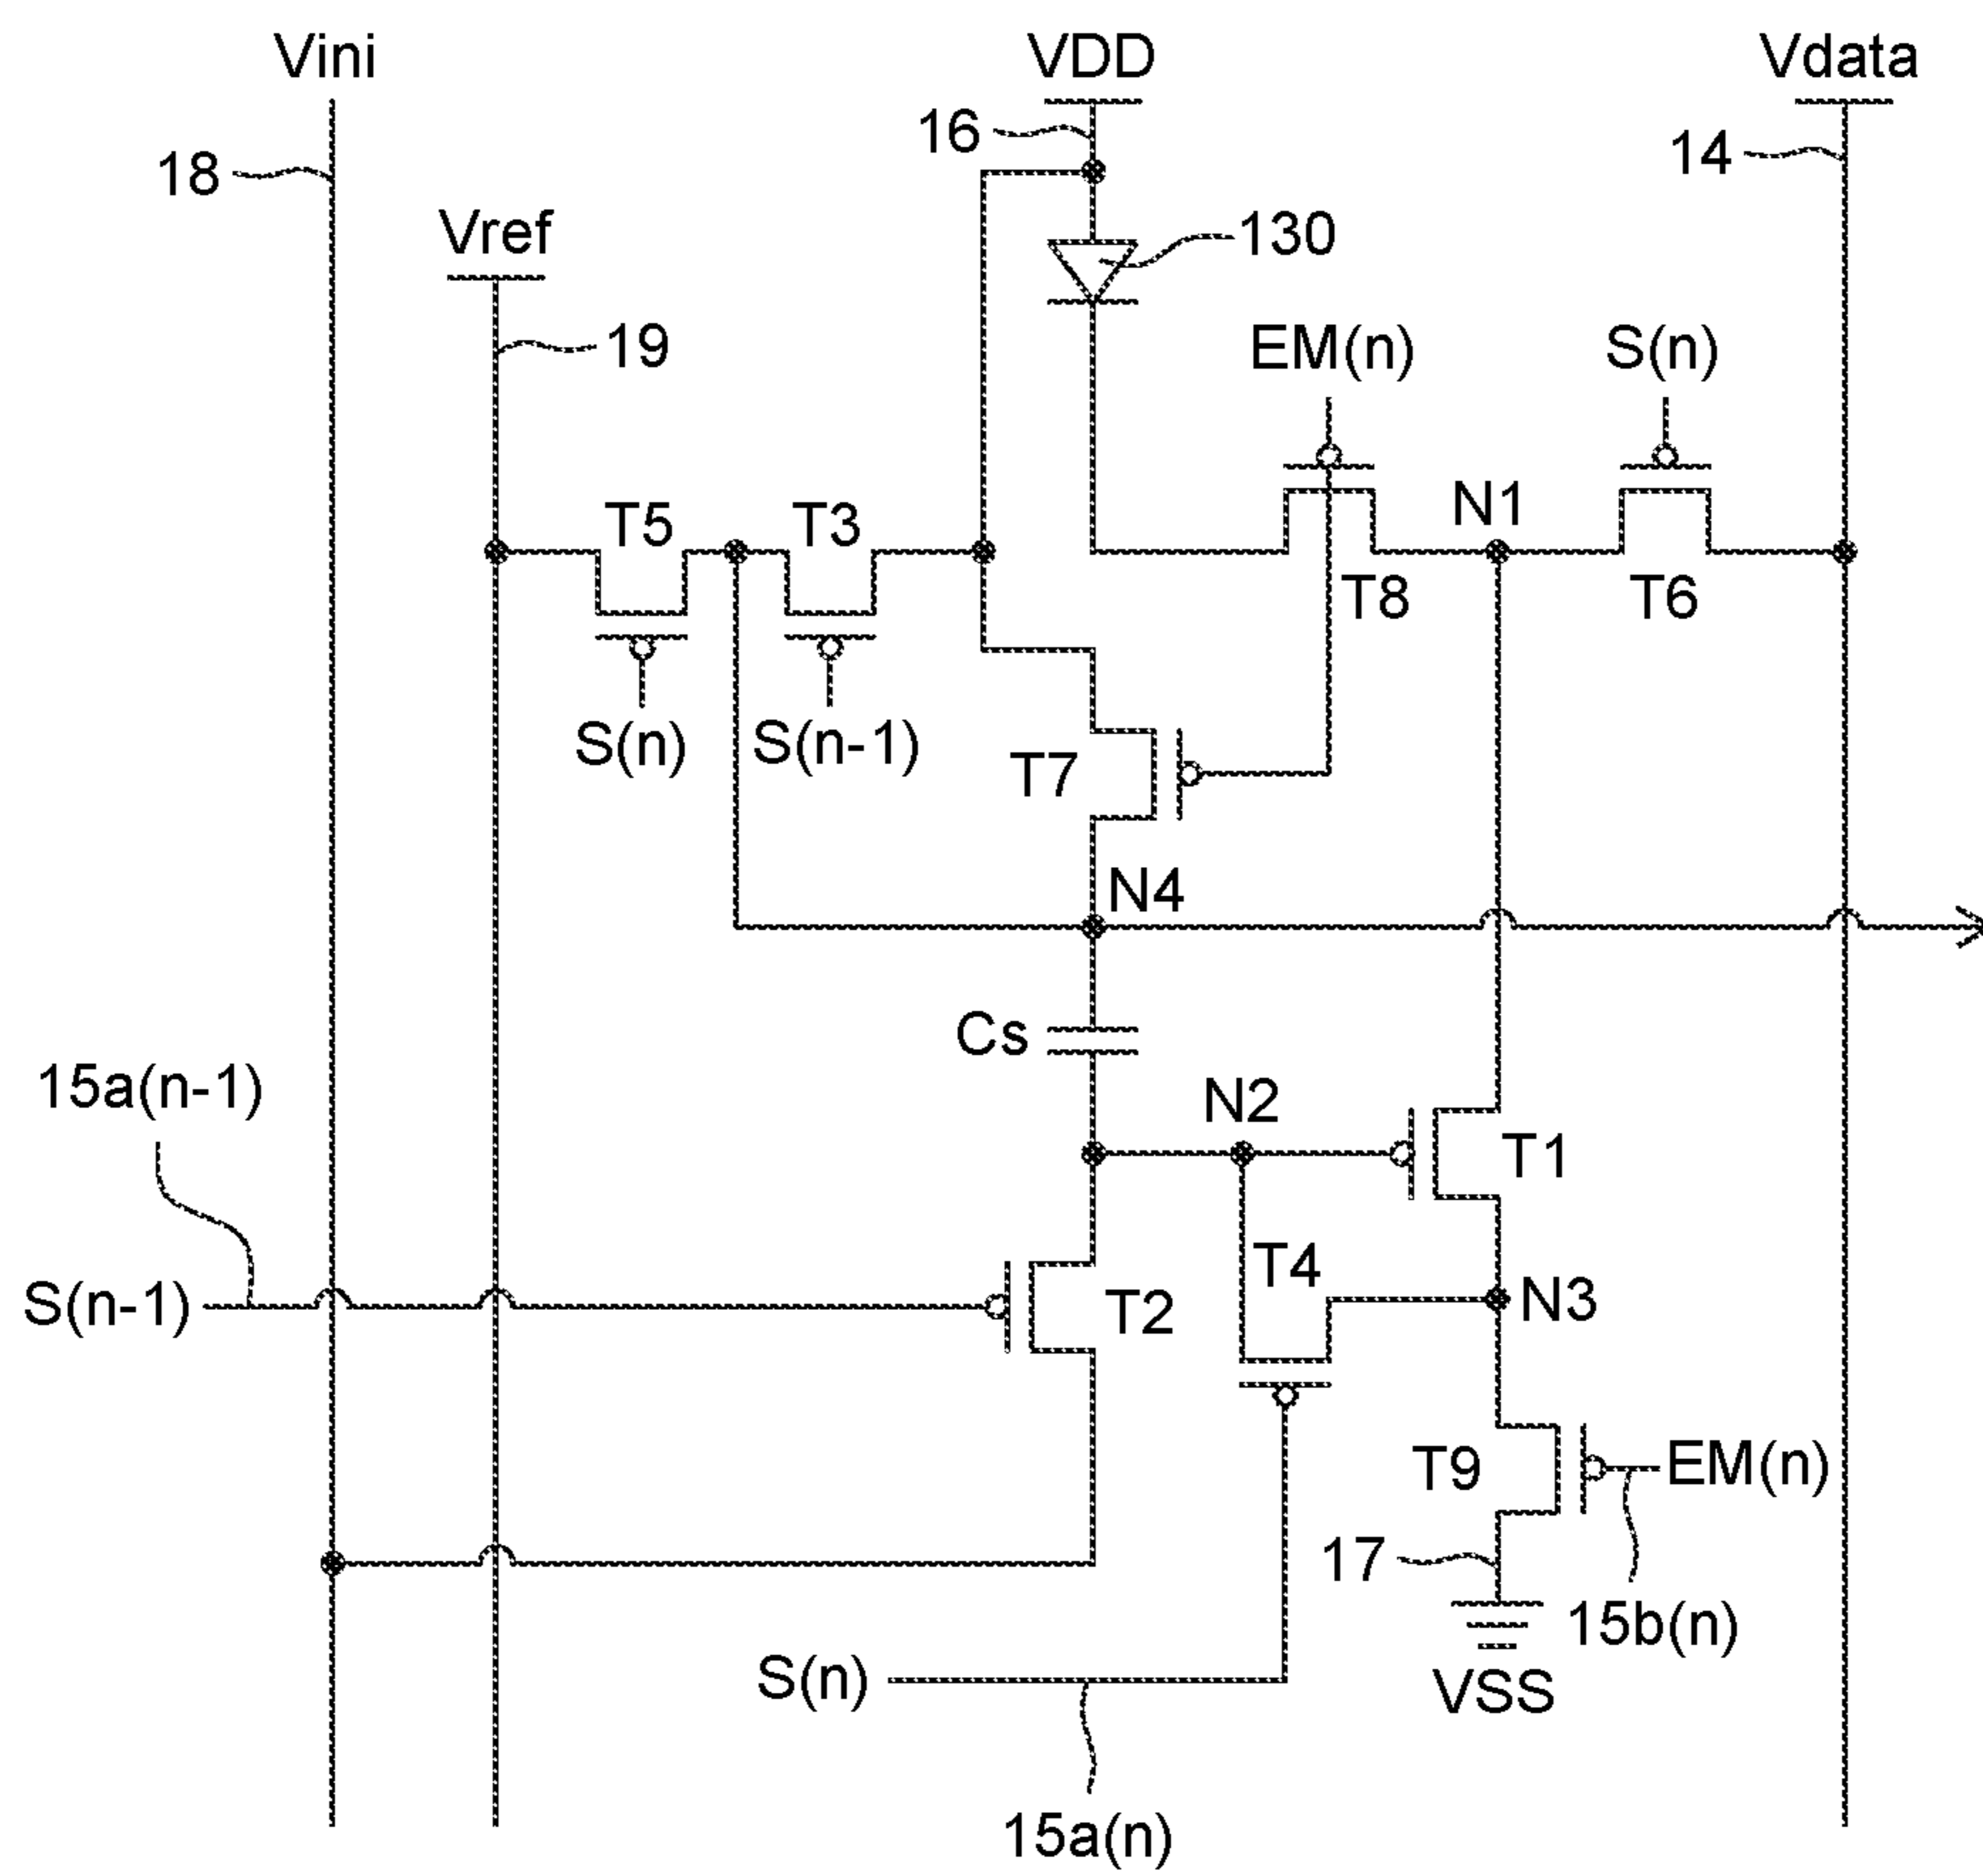 Vini
VDD
Vdata
16
14
18
Vref
130
19
EM(n)
S(n)
T5
T3
N1
T8
T6
S(n)
S(n-1)
T7
N4
Cs
15a(n-1)
N2
T1
T4
S(n-1)
T2
N3
T9
EM(n)
17
15b(n)
S(n)
VSS
15a(n)